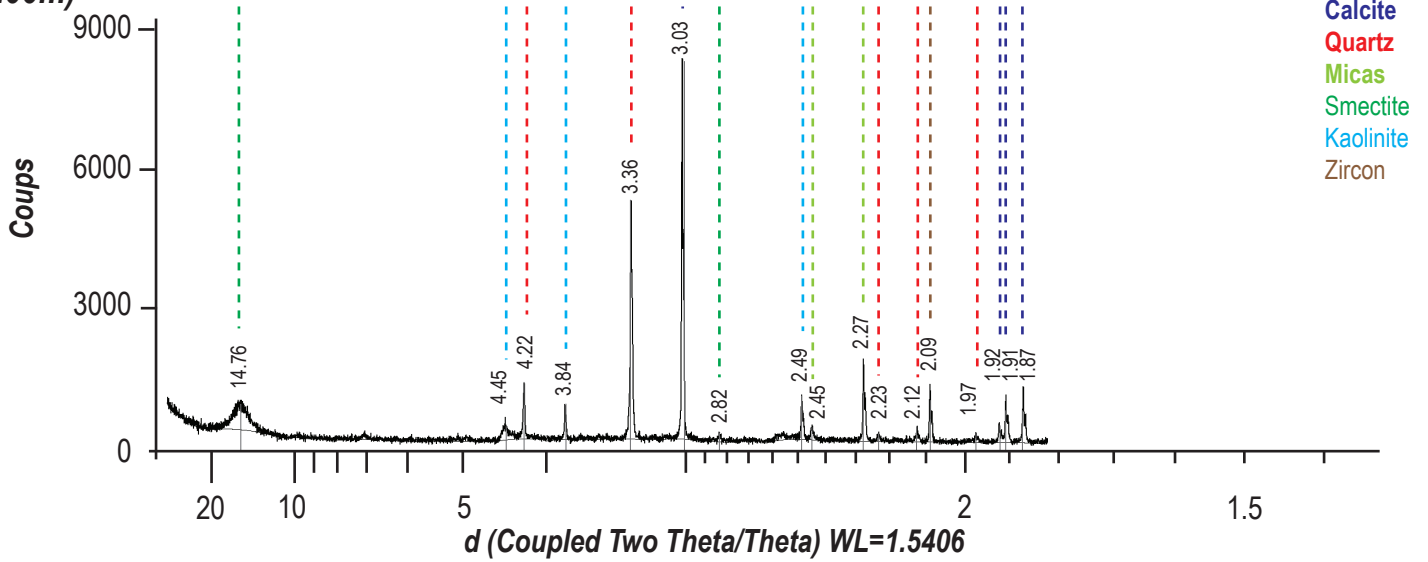 9000
6000
3000
0
Coups
14.76
4.45
4.22
3.84
3.36
3.03
2.82
2.49
2.45
2.27
2.23
2.12
2.09
1.97
1.92
1.91
1.87
20 10 5 2 1.5
d (Coupled Two Theta/Theta) WL=1.5406
Calcite
Quartz
Micas
Smectite
Kaolinite
Zircon